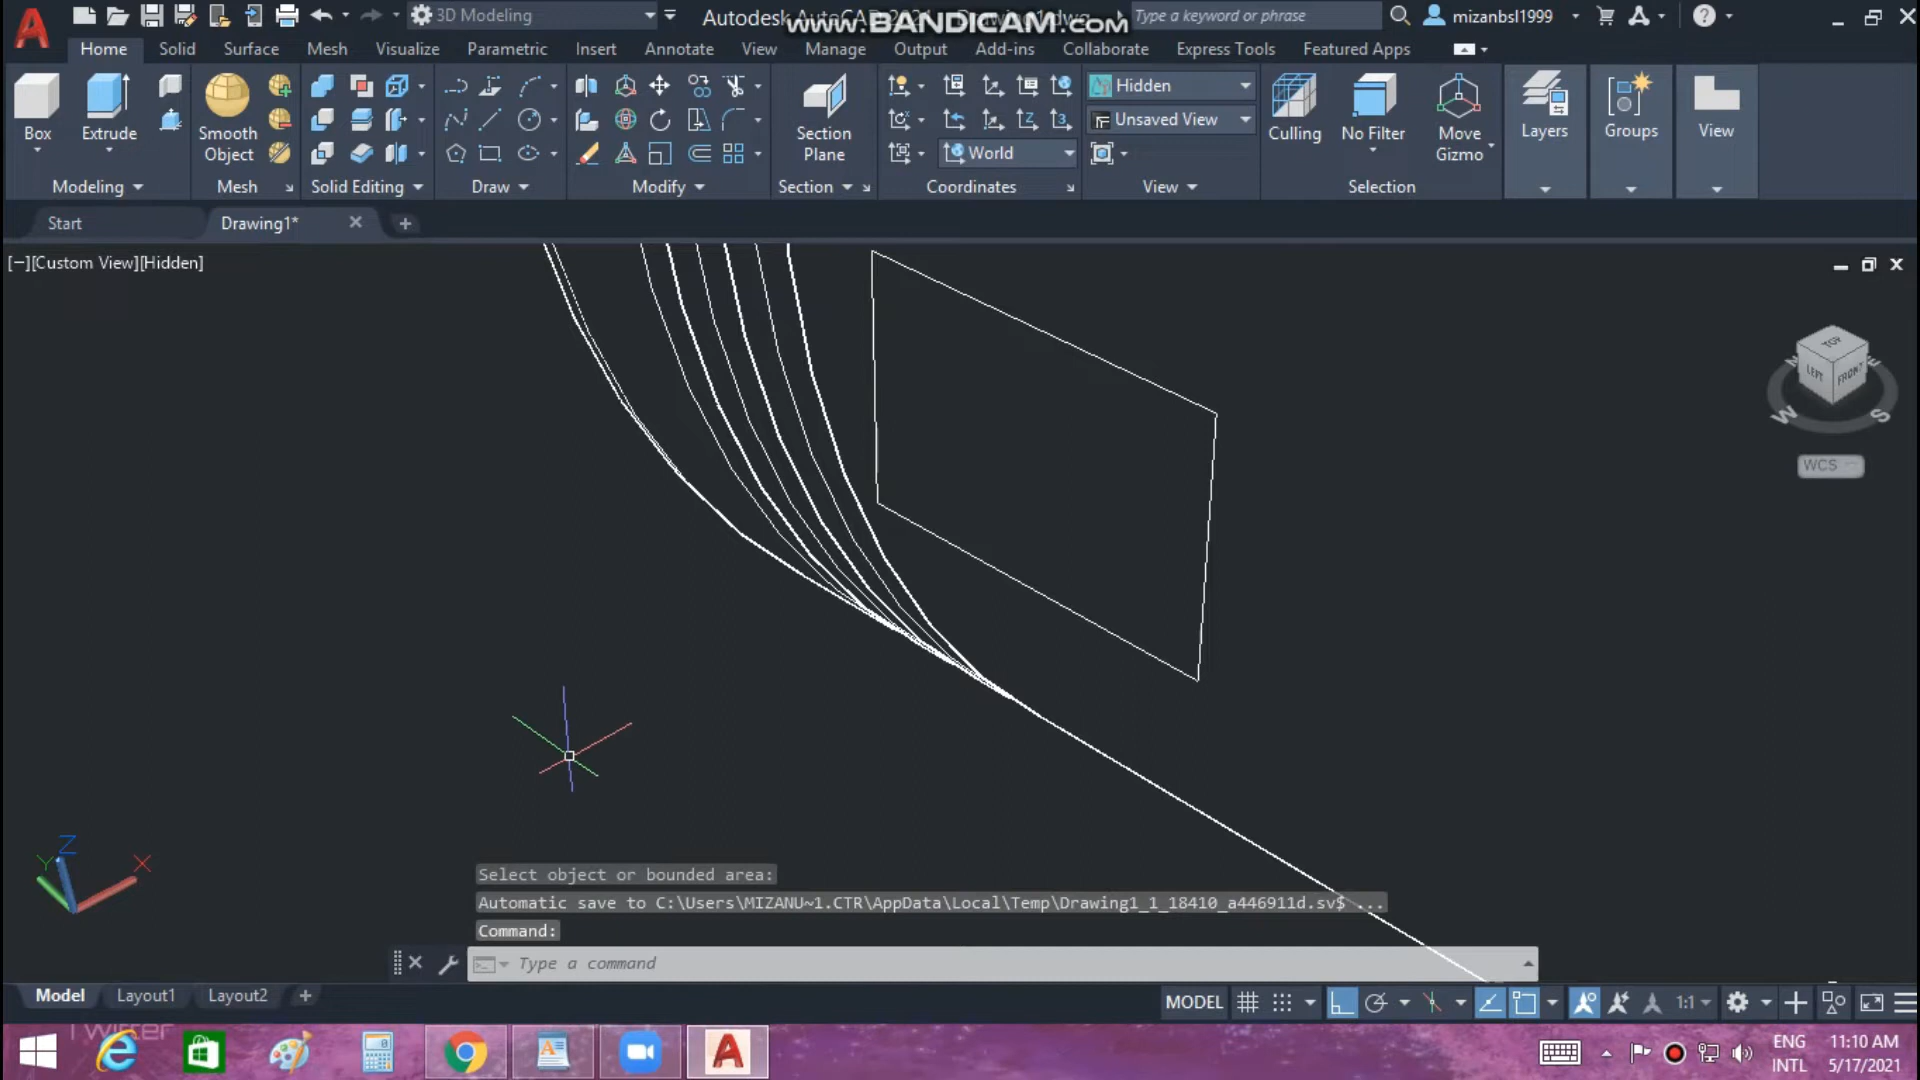 3D Modeling
Autodesk AutoCAD
www.BANDICAM.com
Type a keyword or phrase
mizanbsl1999
Home
Solid
Surface
Mesh
Visualize
Parametric
Insert
Annotate
View
Manage
Output
Add-ins
Collaborate
Express Tools
Featured Apps
Box
Extrude
Smooth
Object
Section
Plane
Hidden
Unsaved View
World
Culling
No Filter
Move
Gizmo
Layers
Groups
View
Modeling
Mesh
Solid Editing
Draw
Modify
Section
Coordinates
View
Selection
Start
Drawing1*
[−][Custom View][Hidden]
TOP
LEFT
FRONT
N
E
W
S
WCS
Z
Y
X
Select object or bounded area:
Automatic save to C:\Users\MIZANU~1.CTR\AppData\Local\Temp\Drawing1_1_18410_a446911d.sv$ ...
Command:
Type a command
Model
Layout1
Layout2
MODEL
1:1
Twitter
ENG
INTL
11:10 AM
5/17/2021